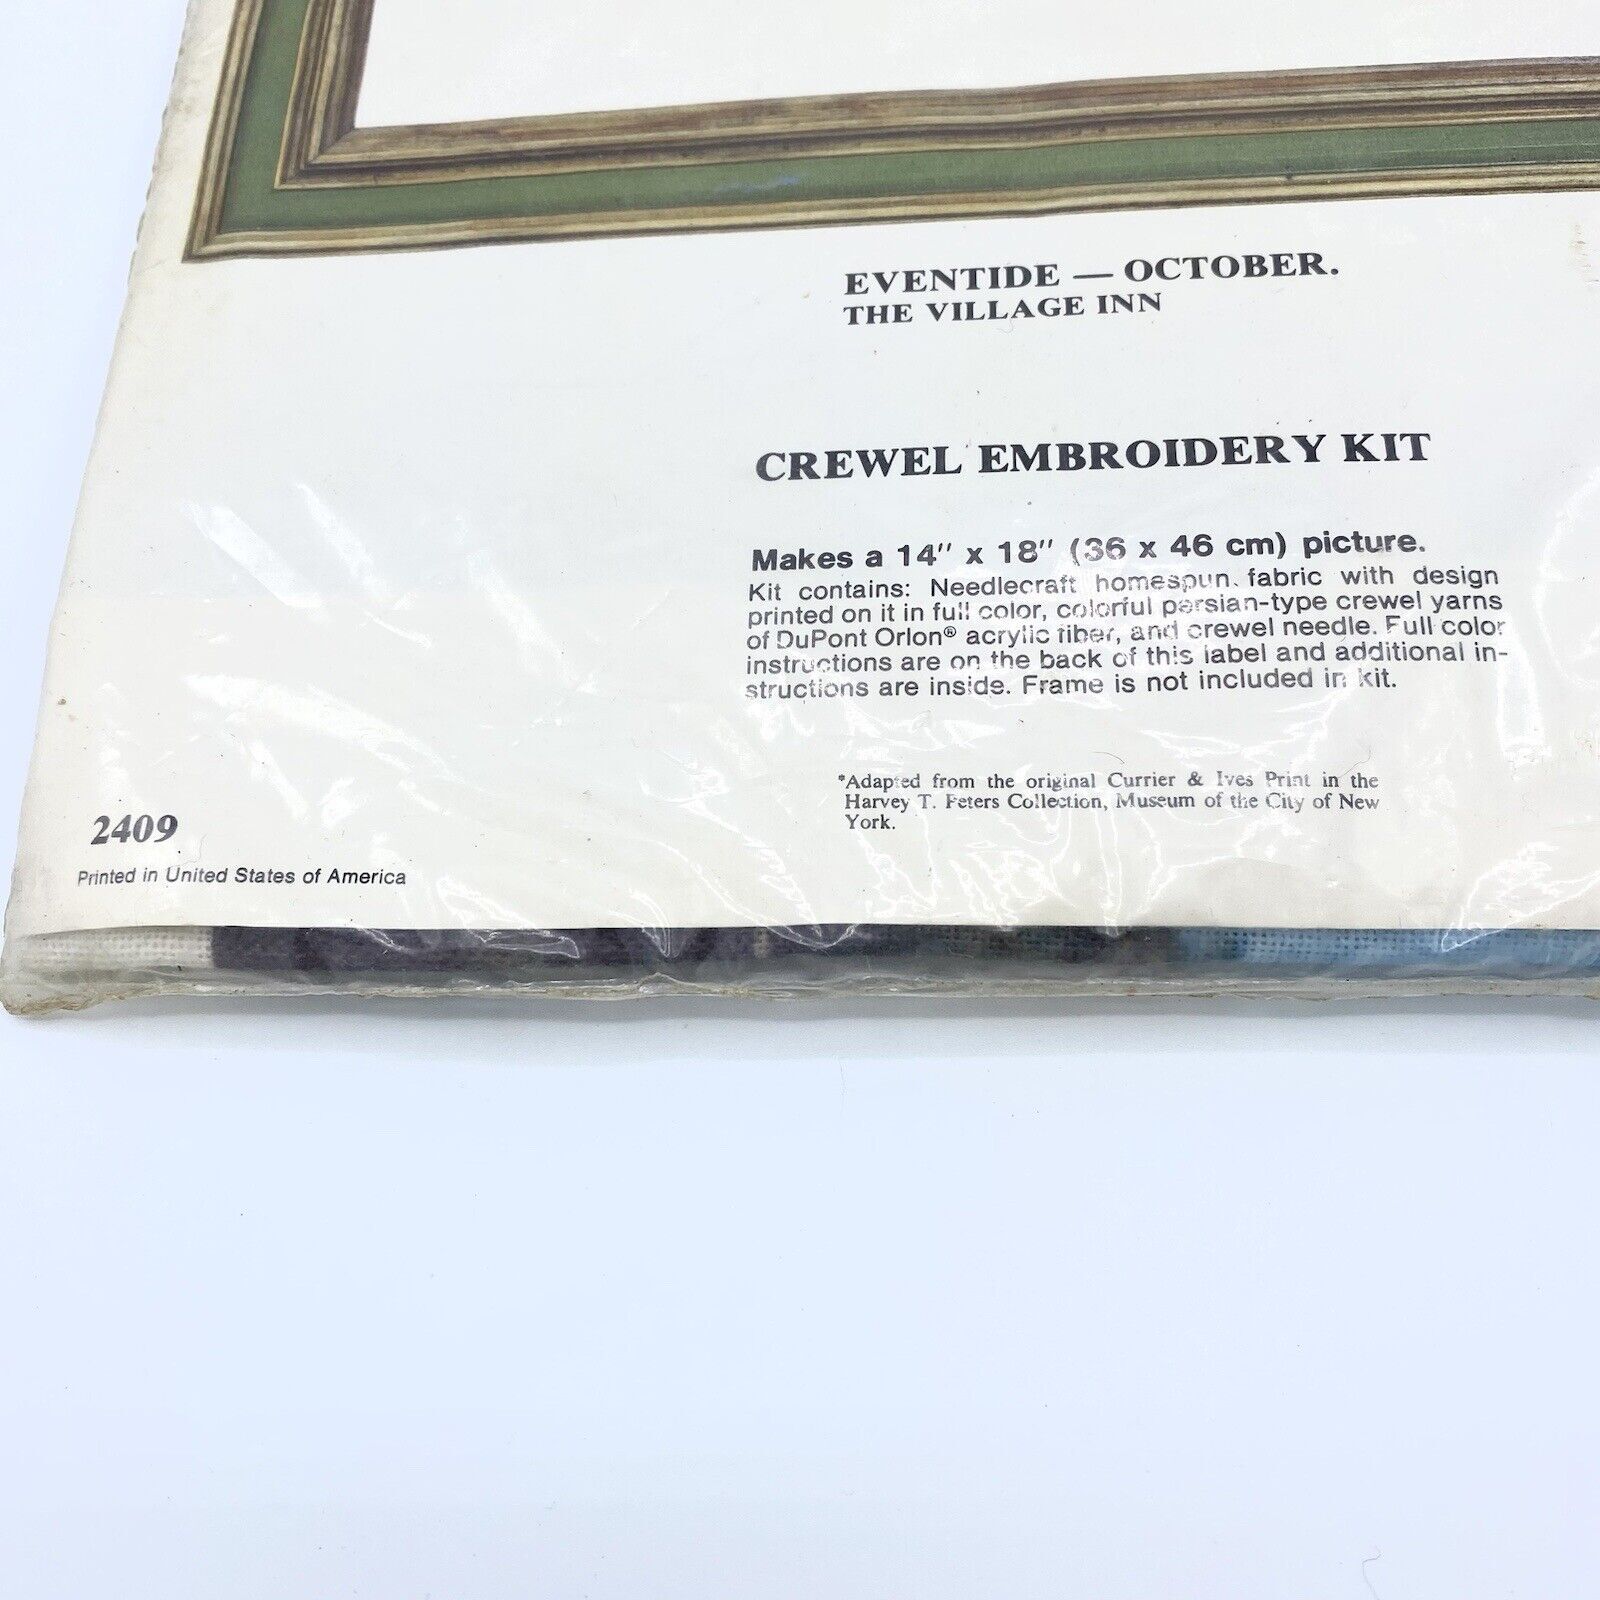 EVENTIDE — OCTOBER.
THE VILLAGE INN
CREWEL EMBROIDERY KIT
Makes a 14" x 18" (36 x 46 cm) picture.
Kit contains: Needlecraft homespun fabric with design
printed on it in full color, colorful persian-type crewel yarns
of DuPont Orlon® acrylic fiber, and crewel needle. Full color
instructions are on the back of this label and additional in-
structions are inside. Frame is not included in kit.
*Adapted from the original Currier & Ives Print in the
Harvey T. Peters Collection, Museum of the City of New
York.
2409
Printed in United States of America